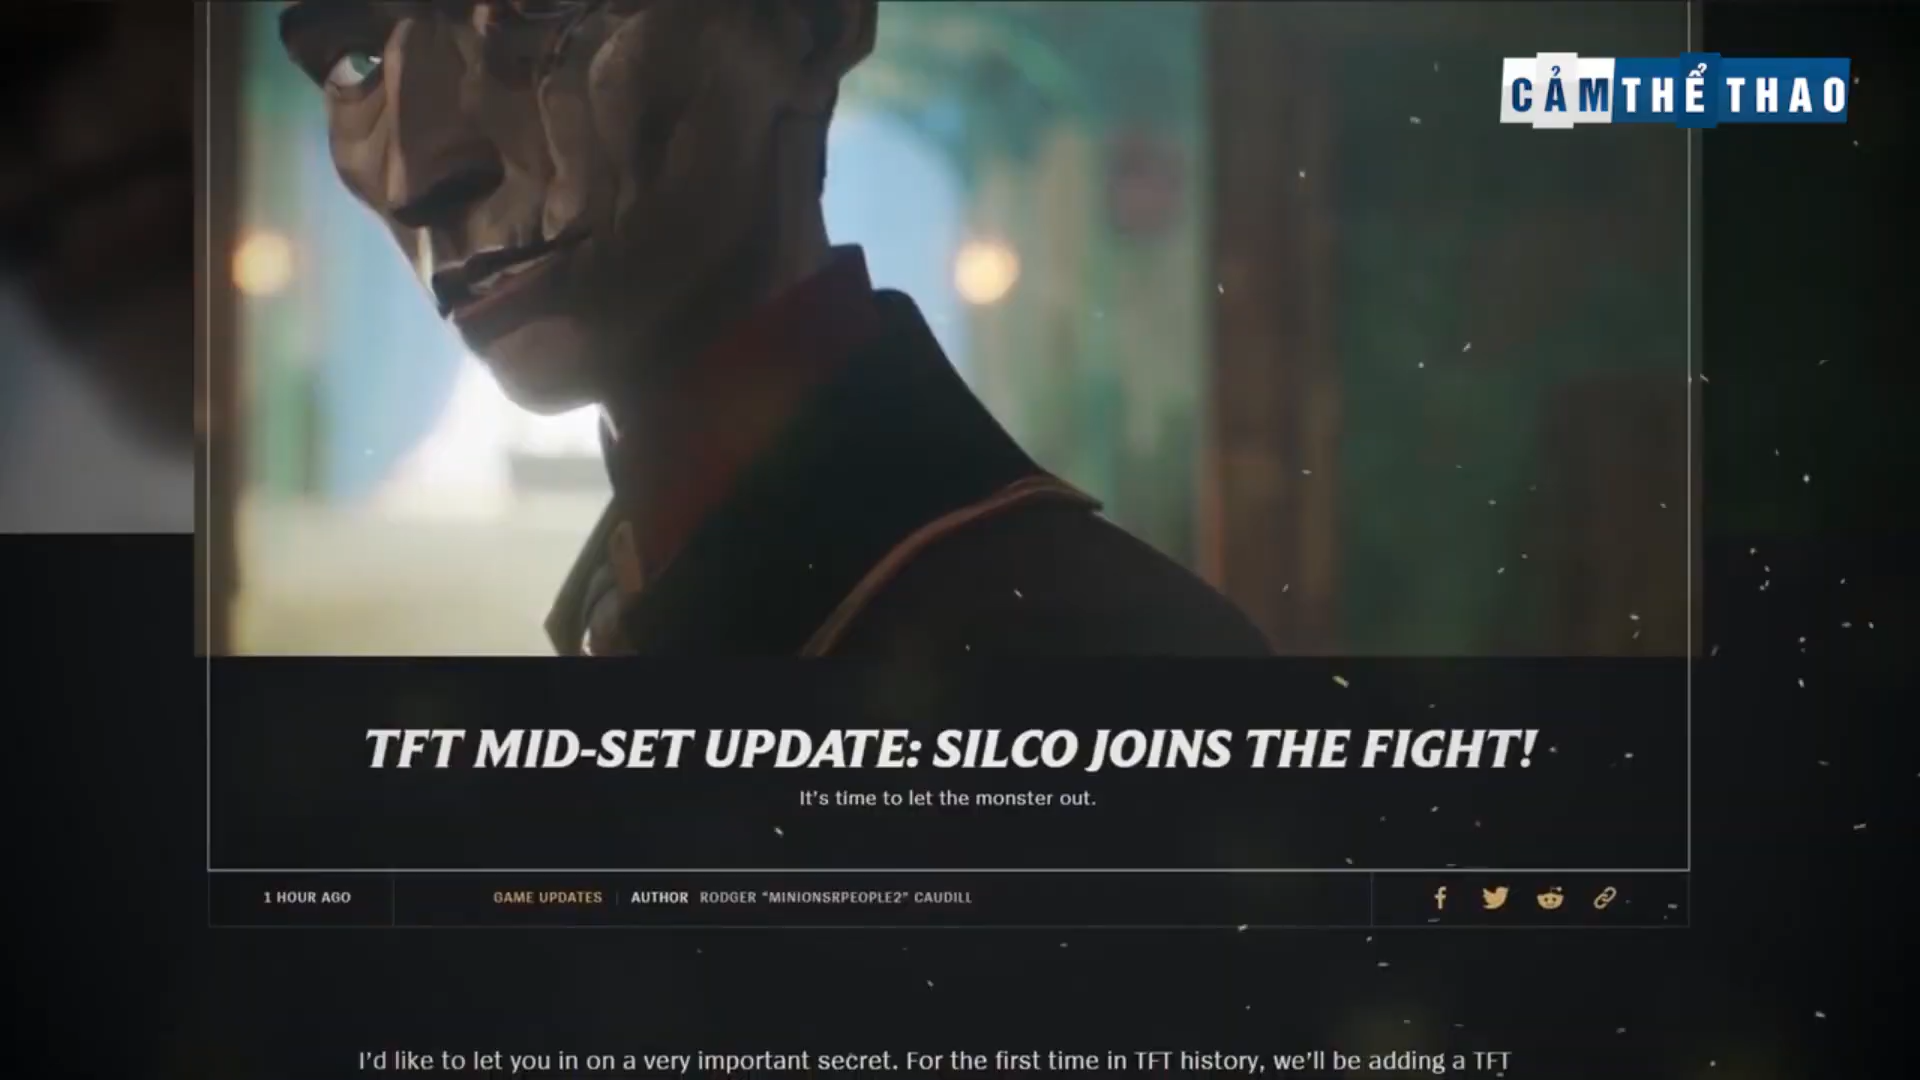 CẢM THỂ THAO
TFT MID-SET UPDATE: SILCO JOINS THE FIGHT!
It's time to let the monster out.
1 HOUR AGO
GAME UPDATES | AUTHOR RODGER “MINIONSRPEOPLE2” CAUDILL
I'd like to let you in on a very important secret. For the first time in TFT history, we'll be adding a TFT